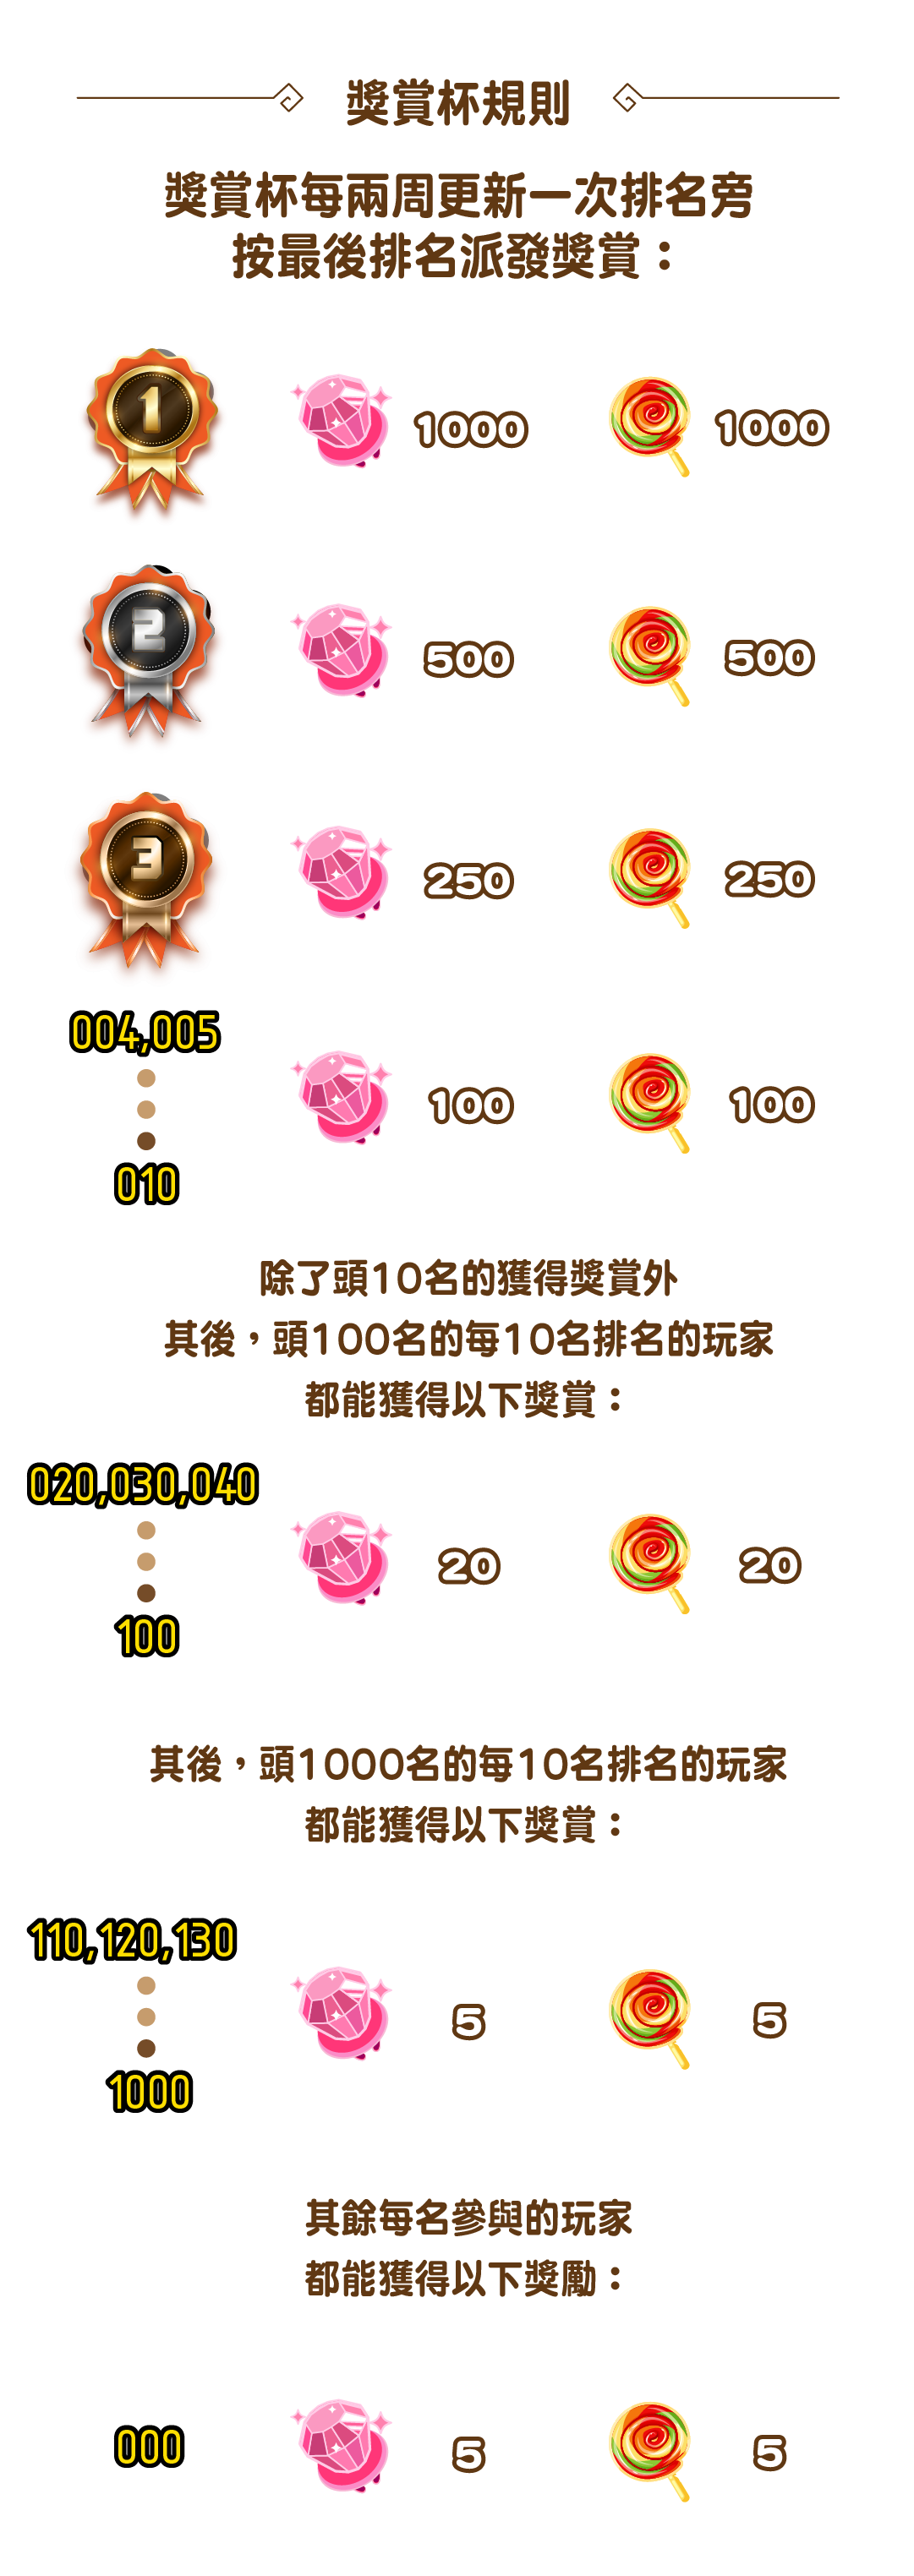 獎賞杯規則
獎賞杯每兩周更新一次排名旁
按最後排名派發獎賞：
1 1000 1000
2 500 500
3 250 250
004,005
100 100
010
除了頭10名的獲得獎賞外
其後，頭100名的每10名排名的玩家
都能獲得以下獎賞：
020,030,040
20 20
100
其後，頭1000名的每10名排名的玩家
都能獲得以下獎賞：
110,120,130
5 5
1000
其餘每名參與的玩家
都能獲得以下獎勵：
000 5 5